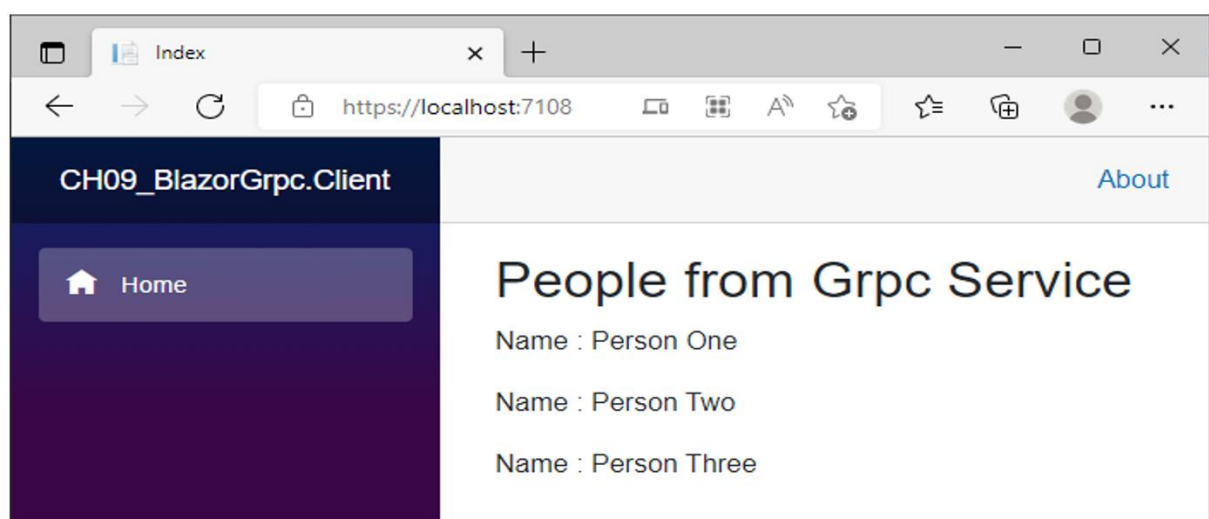 Index
https://localhost:7108
CH09_BlazorGrpc.Client
About
Home
People from Grpc Service
Name : Person One
Name : Person Two
Name : Person Three